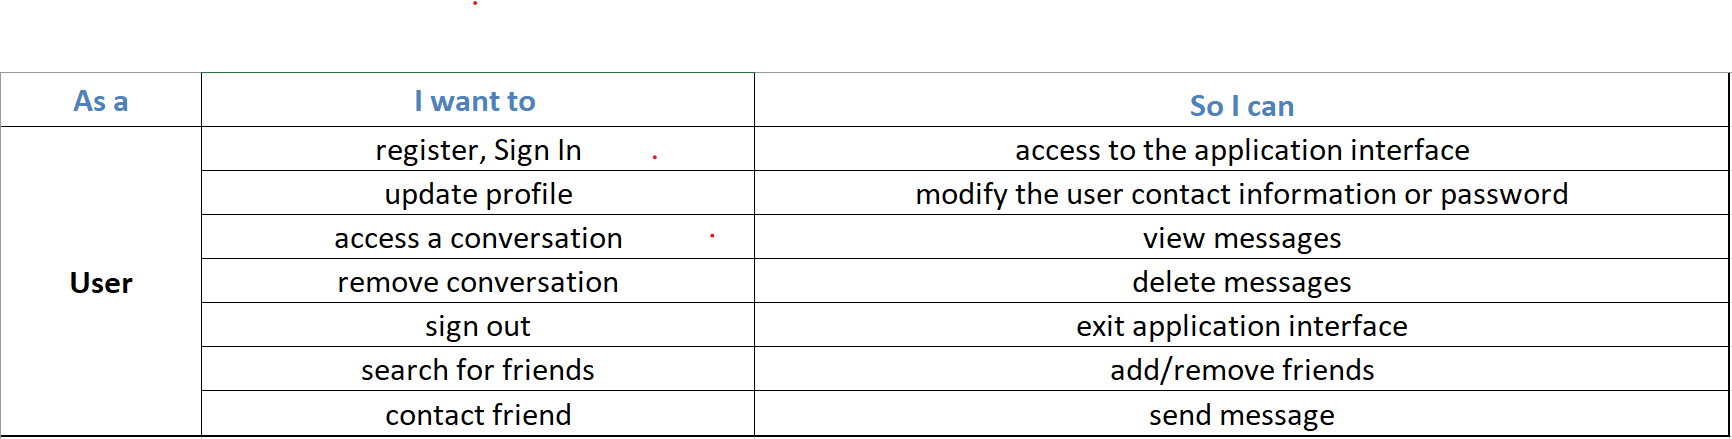 As a I want to So I can
register, Sign In access to the application interface
update profile modify the user contact information or password
access a conversation view messages
User remove conversation delete messages
sign out exit application interface
search for friends add/remove friends
contact friend send message